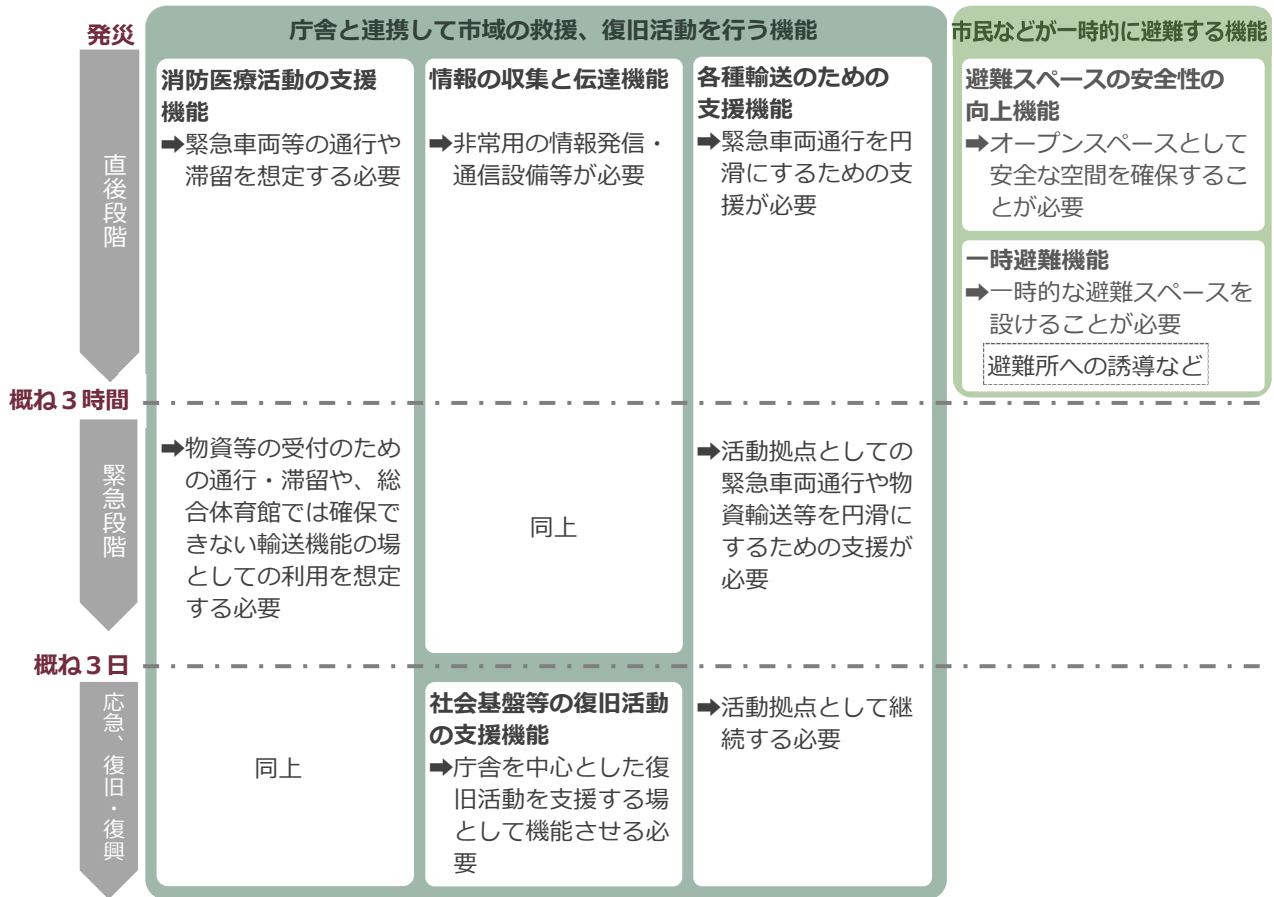 発災
庁舎と連携して市域の救援、復旧活動を行う機能
市民などが一時的に避難する機能
直後段階
消防医療活動の支援
機能
➡緊急車両等の通行や
滞留を想定する必要
情報の収集と伝達機能
➡非常用の情報発信・
通信設備等が必要
各種輸送のための
支援機能
➡緊急車両通行を円
滑にするための支
援が必要
避難スペースの安全性の
向上機能
➡オープンスペースとして
安全な空間を確保するこ
とが必要
一時避難機能
➡一時的な避難スペースを
設けることが必要
避難所への誘導など
概ね３時間
緊急段階
➡物資等の受付のため
の通行・滞留や、総
合体育館では確保で
きない輸送機能の場
としての利用を想定
する必要
同上
➡活動拠点としての
緊急車両通行や物
資輸送等を円滑に
するための支援が
必要
概ね３日
応急、復旧・復興
同上
社会基盤等の復旧活動
の支援機能
➡庁舎を中心とした復
旧活動を支援する場
として機能させる必
要
➡活動拠点として継
続する必要